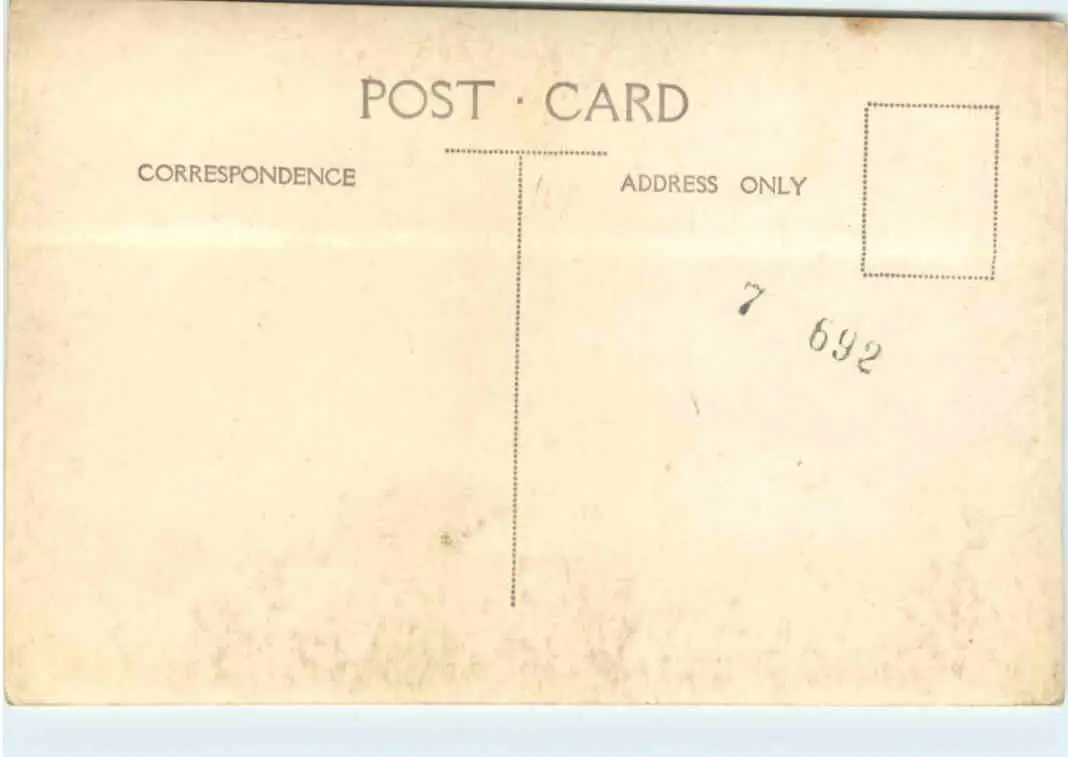 POST · CARD
CORRESPONDENCE
ADDRESS ONLY
7 692